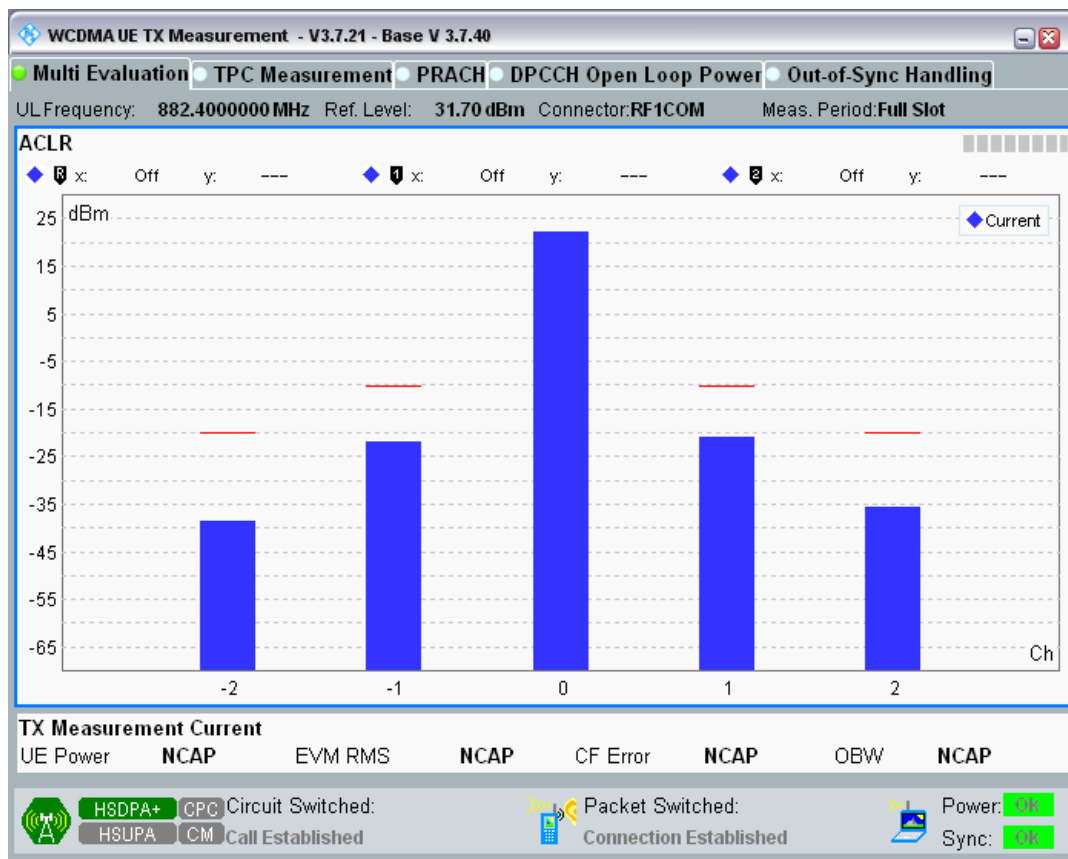 WCDMA UE TX Measurement - V3.7.21 - Base V 3.7.40
Multi Evaluation TPC Measurement PRACH DPCCH Open Loop Power Out-of-Sync Handling
UL Frequency: 882.4000000 MHz Ref. Level: 31.70 dBm Connector:RF1COM Meas. Period:Full Slot
ACLR
R x: Off y: --- 1 x: Off y: --- 2 x: Off y: ---
dBm
Current
25
15
5
-5
-15
-25
-35
-45
-55
-65
Ch
-2 -1 0 1 2
TX Measurement Current
UE Power NCAP EVM RMS NCAP CF Error NCAP OBW NCAP
HSDPA+ CPC Circuit Switched: Packet Switched: Power: OK
HSUPA CM Call Established Connection Established Sync: OK